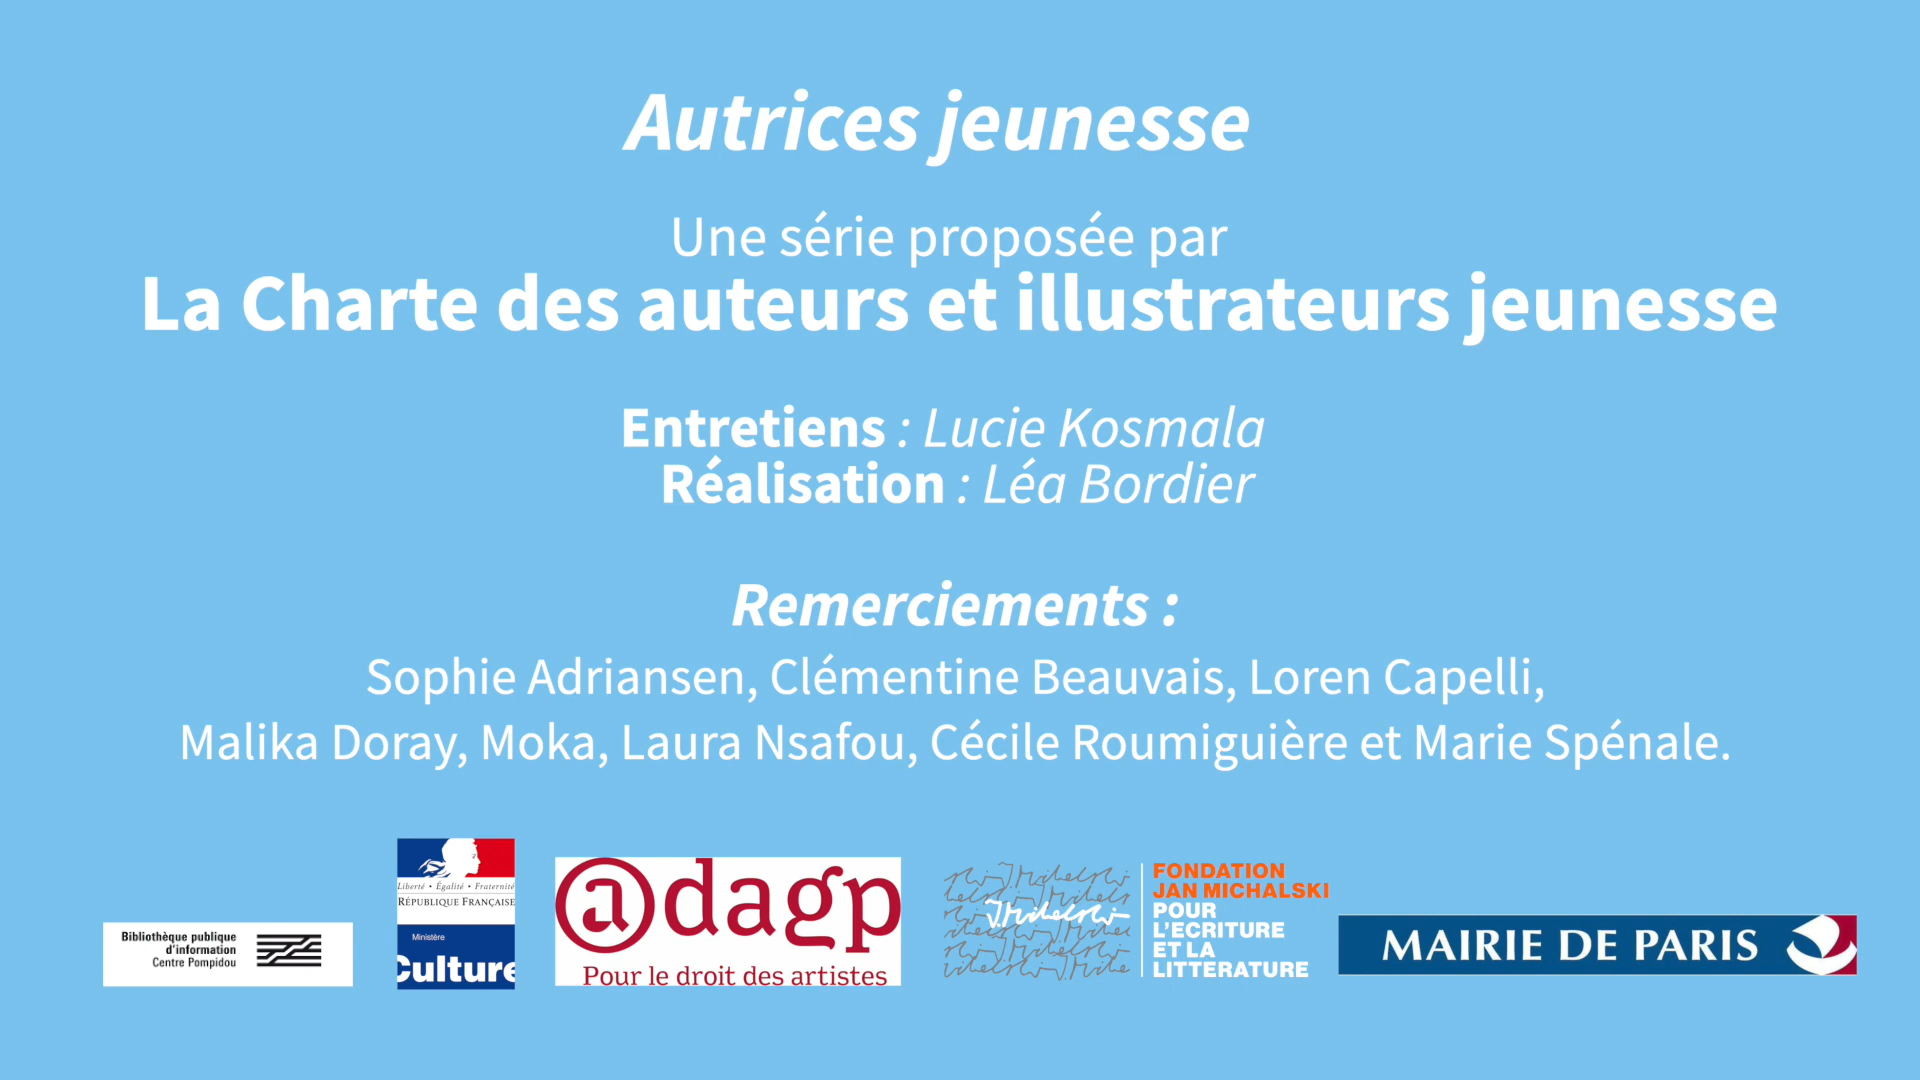 Autrices jeunesse
Une série proposée par
La Charte des auteurs et illustrateurs jeunesse
Entretiens : Lucie Kosmala
Réalisation : Léa Bordier
Remerciements :
Sophie Adriansen, Clémentine Beauvais, Loren Capelli,
Malika Doray, Moka, Laura Nsafou, Cécile Roumiguière et Marie Spénale.
Bibliothèque publique
d'information
Centre Pompidou
Liberté • Égalité • Fraternité
RÉPUBLIQUE FRANÇAISE
Ministère
Culture
adagp
Pour le droit des artistes
FONDATION
JAN MICHALSKI
POUR
L'ECRITURE
ET LA
LITTERATURE
MAIRIE DE PARIS